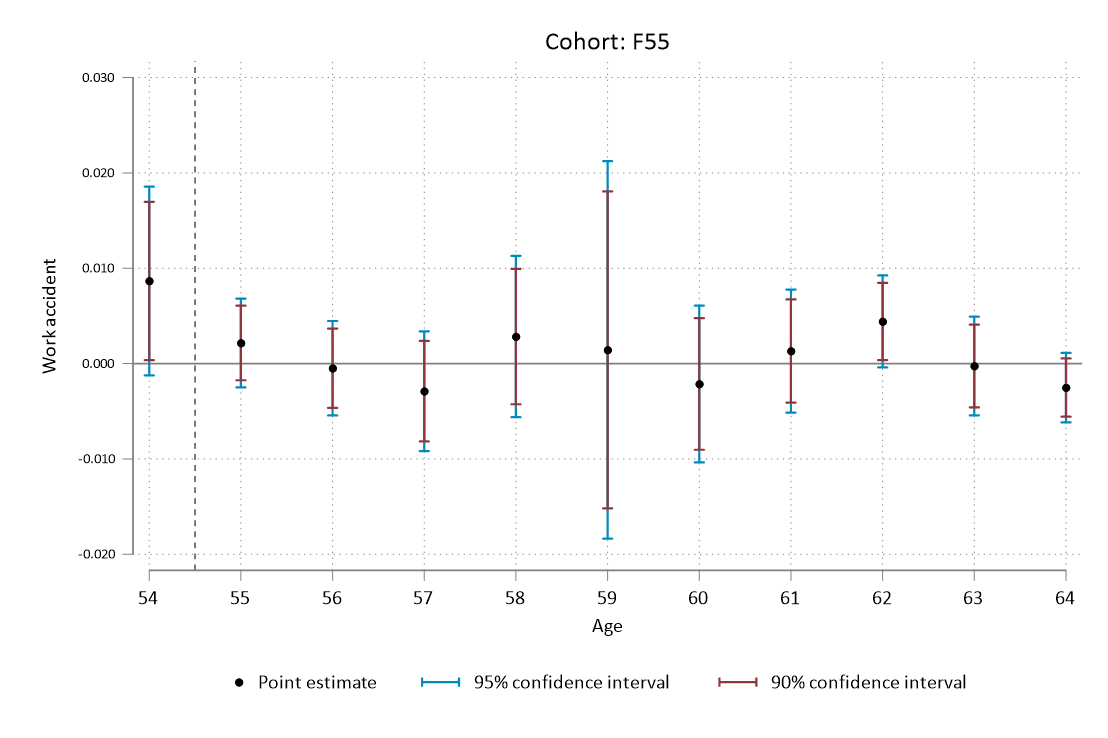 Cohort: F55
0.030
0.020
0.010
0.000
-0.010
-0.020
Work accident
54 55 56 57 58 59 60 61 62 63 64
Age
Point estimate 95% confidence interval 90% confidence interval